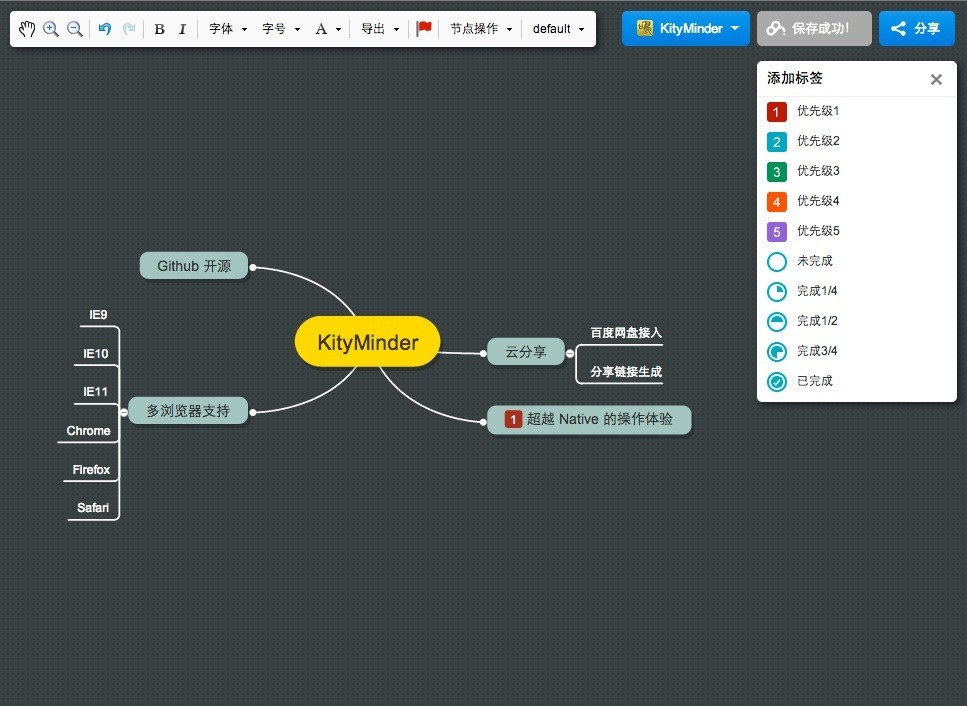 B I 字体 字号 A 导出 节点操作 default
KityMinder 保存成功! 分享
添加标签
1 优先级1
2 优先级2
3 优先级3
4 优先级4
5 优先级5
未完成
完成1/4
完成1/2
完成3/4
已完成
Github 开源
KityMinder
IE9
IE10
IE11
Chrome
Firefox
Safari
多浏览器支持
云分享
百度网盘接入
分享链接生成
1 超越 Native 的操作体验